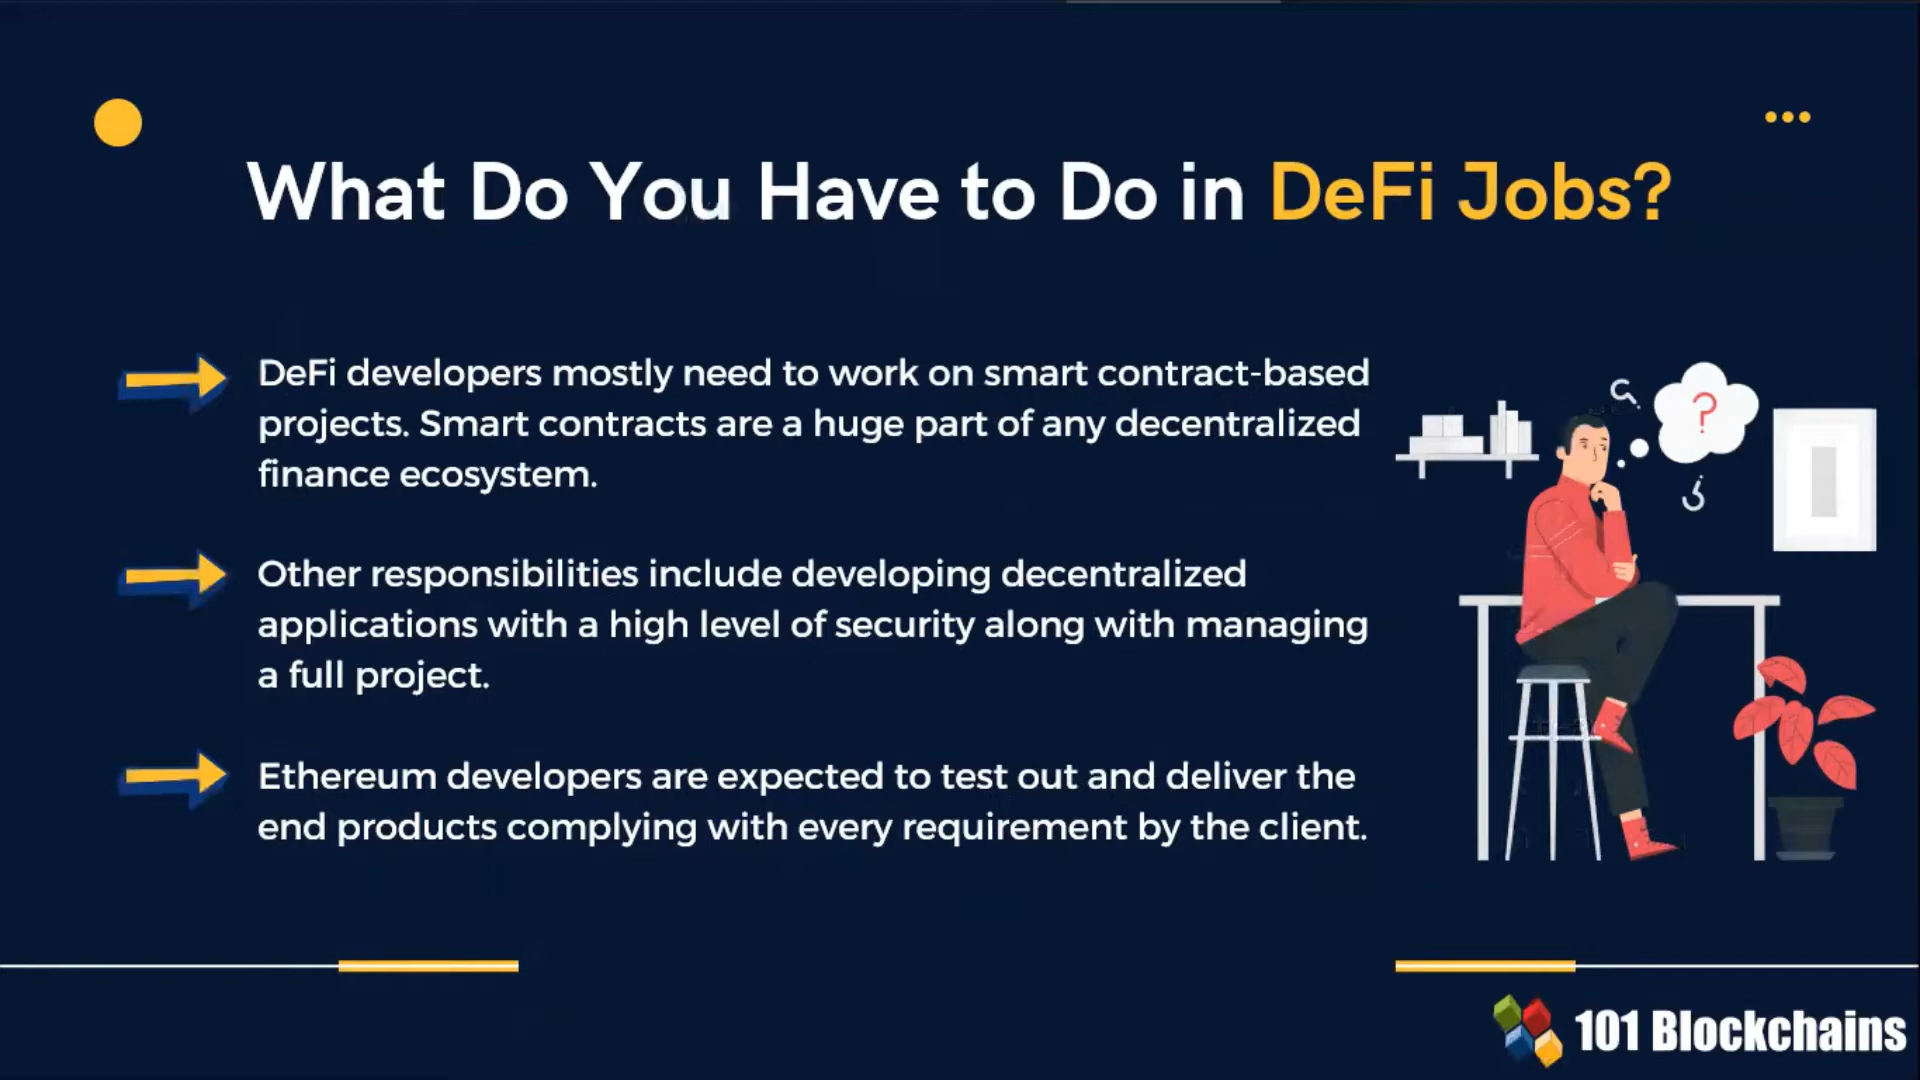 What Do You Have to Do in DeFi Jobs?
DeFi developers mostly need to work on smart contract-based
projects. Smart contracts are a huge part of any decentralized
finance ecosystem.
?
Other responsibilities include developing decentralized
applications with a high level of security along with managing
a full project.
Ethereum developers are expected to test out and deliver the
end products complying with every requirement by the client.
101 Blockchains